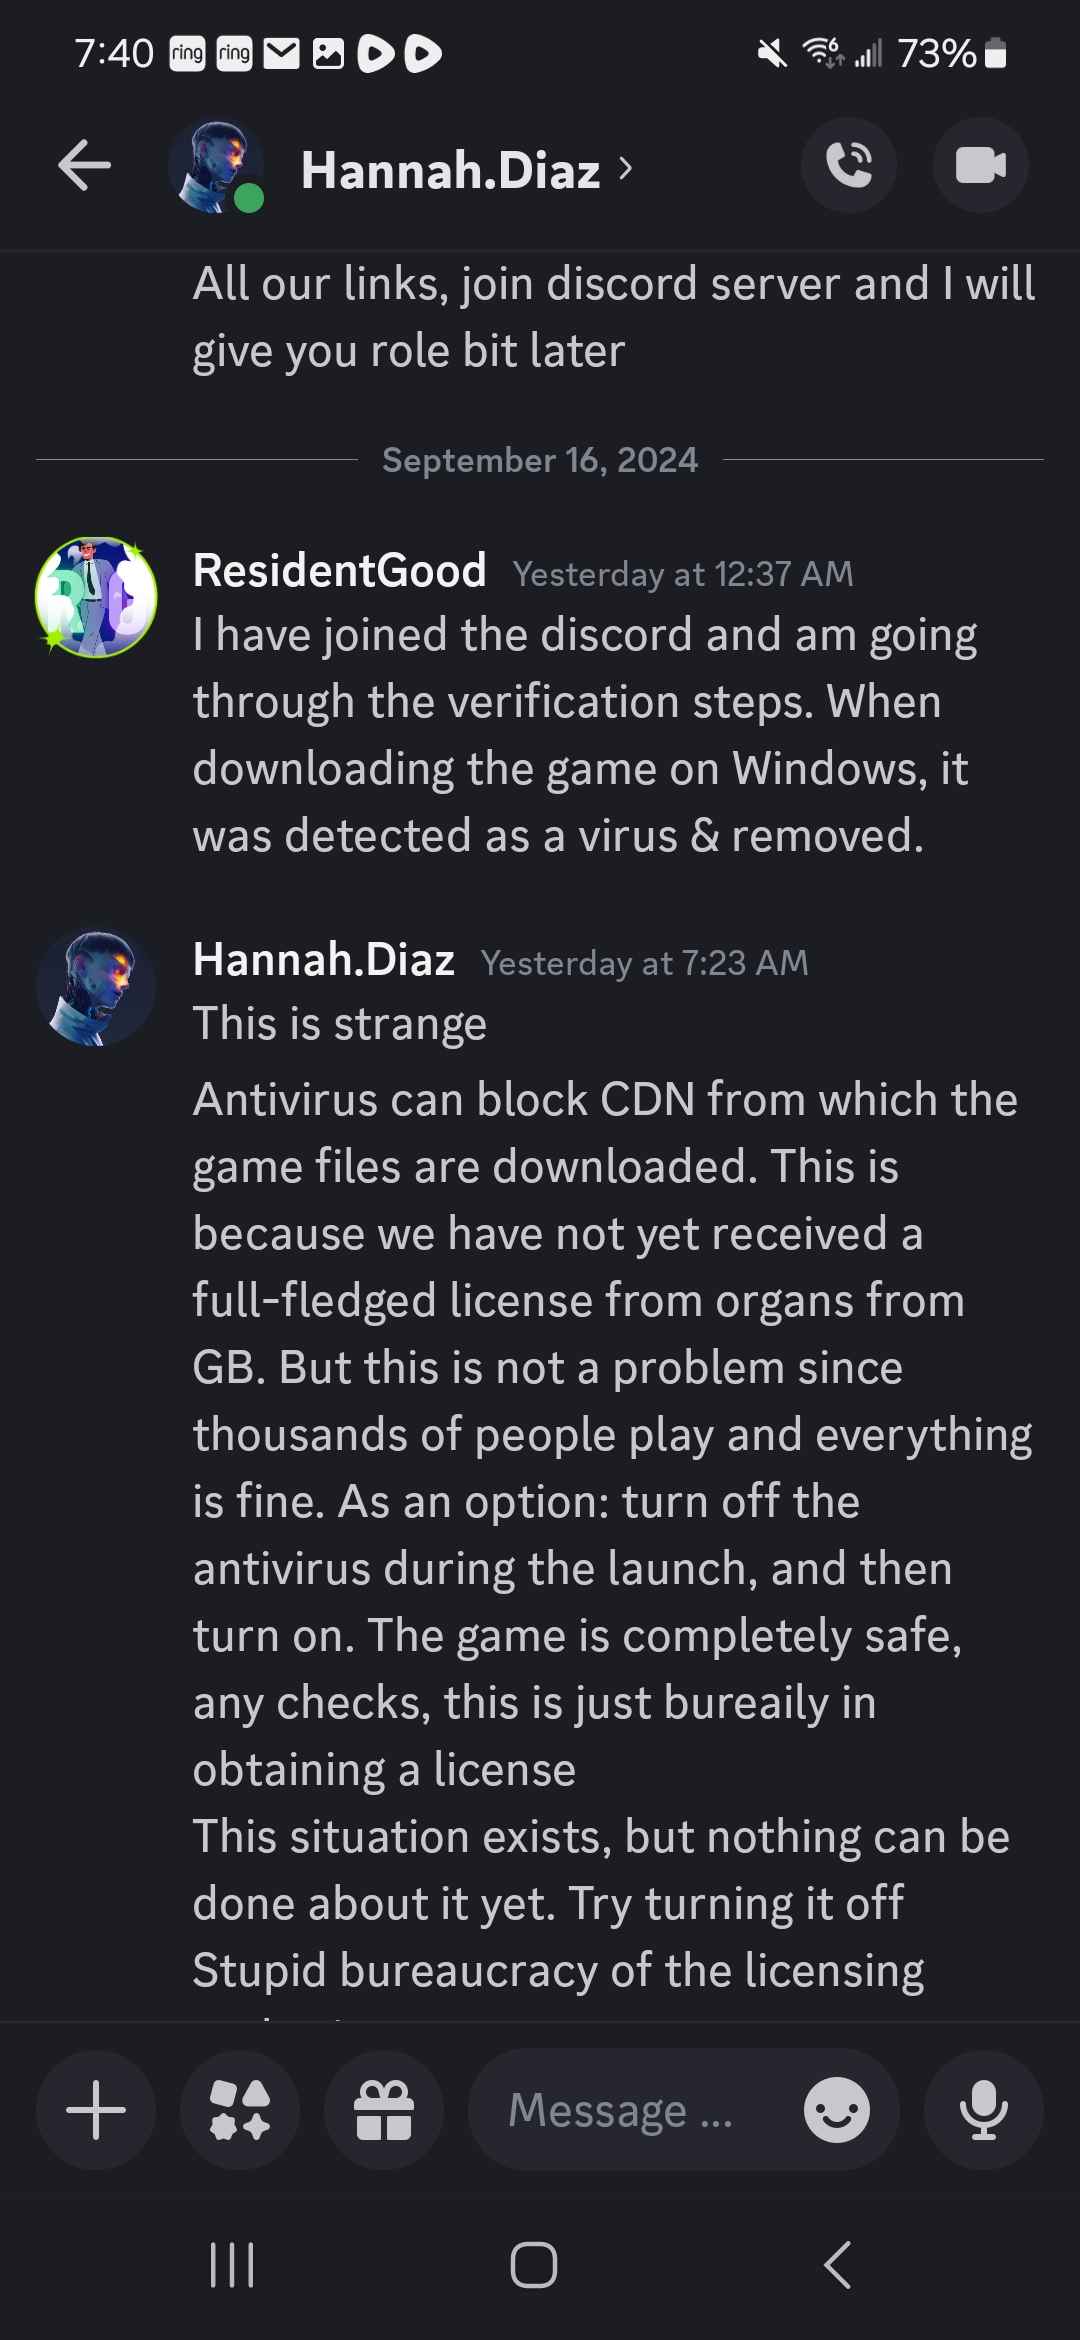 7:40 ring ring 6 73%
Hannah.Diaz
All our links, join discord server and I will
give you role bit later
September 16, 2024
ResidentGood Yesterday at 12:37 AM
I have joined the discord and am going
through the verification steps. When
downloading the game on Windows, it
was detected as a virus & removed.
Hannah.Diaz Yesterday at 7:23 AM
This is strange
Antivirus can block CDN from which the
game files are downloaded. This is
because we have not yet received a
full-fledged license from organs from
GB. But this is not a problem since
thousands of people play and everything
is fine. As an option: turn off the
antivirus during the launch, and then
turn on. The game is completely safe,
any checks, this is just bureaily in
obtaining a license
This situation exists, but nothing can be
done about it yet. Try turning it off
Stupid bureaucracy of the licensing
Message ...